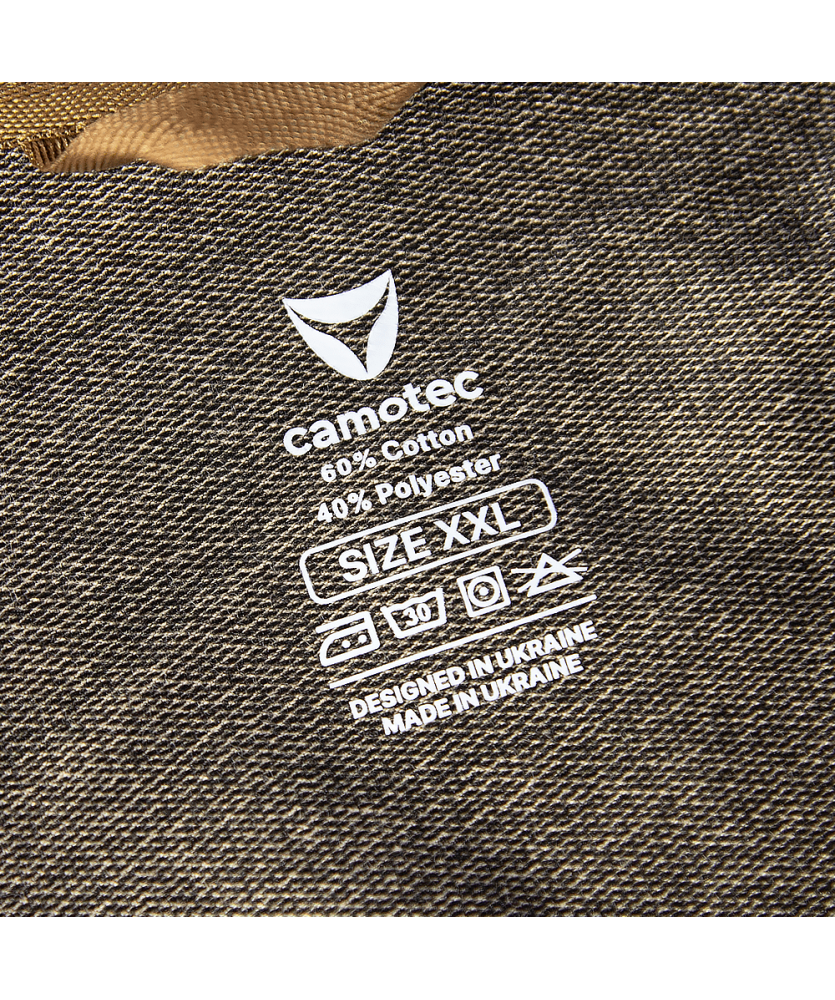 camotec
60% Cotton
40% Polyester
SIZE XXL
30
DESIGNED IN UKRAINE
MADE IN UKRAINE